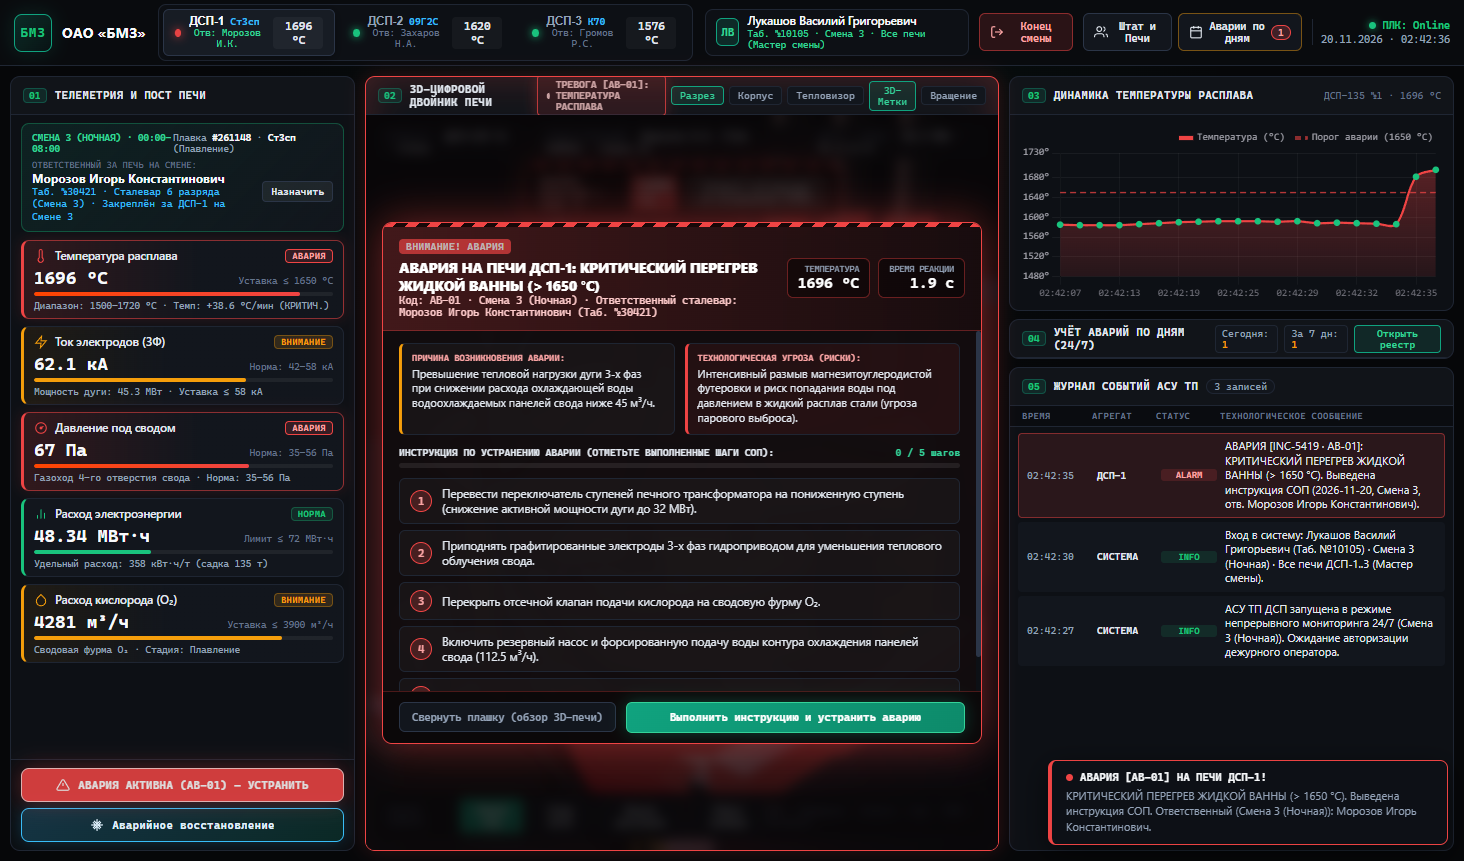 БМЗ
ОАО «БМЗ»
ДСП-1 Ст3сп
Отв: Морозов
И.К.
1696
°C
ДСП-2 09Г2С
Отв: Захаров
Н.А.
1620
°C
ДСП-3 К70
Отв: Громов
Р.С.
1576
°C
ЛВ
Лукашов Василий Григорьевич
Таб. №10105 · Смена 3 · Все печи
(Мастер смены)
Конец
смены
Штат и
Печи
Аварии по
дням
1
ПЛК: Online
20.11.2026 · 02:42:36
01 ТЕЛЕМЕТРИЯ И ПОСТ ПЕЧИ
СМЕНА 3 (НОЧНАЯ) · 00:00–
08:00
Плавка #261148 · Ст3сп
(Плавление)
ОТВЕТСТВЕННЫЙ ЗА ПЕЧЬ НА СМЕНЕ:
Морозов Игорь Константинович
Таб. №30421 · Сталевар 6 разряда
(Смена 3) · Закреплён за ДСП-1 на
Смене 3
Назначить
Температура расплава
АВАРИЯ
1696 °C
Уставка ≤ 1650 °C
Диапазон: 1500–1720 °C · Темп: +38.6 °C/мин (КРИТИЧ.)
Ток электродов (3Ф)
ВНИМАНИЕ
62.1 кА
Норма: 42–58 кА
Мощность дуги: 45.3 МВт · Уставка ≤ 58 кА
Давление под сводом
АВАРИЯ
67 Па
Норма: 35–56 Па
Газоход 4-го отверстия свода · Норма: 35–56 Па
Расход электроэнергии
НОРМА
48.34 МВт·ч
Лимит ≤ 72 МВт·ч
Удельный расход: 358 кВт·ч/т (садка 135 т)
Расход кислорода (O₂)
ВНИМАНИЕ
4281 м³/ч
Уставка ≤ 3900 м³/ч
Сводовая фурма O₂ · Стадия: Плавление
АВАРИЯ АКТИВНА (АВ-01) — УСТРАНИТЬ
Аварийное восстановление
02 3D-ЦИФРОВОЙ
ДВОЙНИК ПЕЧИ
ТРЕВОГА [АВ-01]:
ТЕМПЕРАТУРА
РАСПЛАВА
Разрез
Корпус
Тепловизор
3D-
Метки
Вращение
ВНИМАНИЕ! АВАРИЯ
АВАРИЯ НА ПЕЧИ ДСП-1: КРИТИЧЕСКИЙ ПЕРЕГРЕВ
ЖИДКОЙ ВАННЫ (> 1650 °C)
Код: АВ-01 · Смена 3 (Ночная) · Ответственный сталевар:
Морозов Игорь Константинович (Таб. №30421)
ТЕМПЕРАТУРА
1696 °C
ВРЕМЯ РЕАКЦИИ
1.9 с
ПРИЧИНА ВОЗНИКНОВЕНИЯ АВАРИИ:
Превышение тепловой нагрузки дуги 3-х фаз
при снижении расхода охлаждающей воды
водоохлаждаемых панелей свода ниже 45 м³/ч.
ТЕХНОЛОГИЧЕСКАЯ УГРОЗА (РИСКИ):
Интенсивный размыв магнезитоуглеродистой
футеровки и риск попадания воды под
давлением в жидкий расплав стали (угроза
парового выброса).
ИНСТРУКЦИЯ ПО УСТРАНЕНИЮ АВАРИИ (ОТМЕТЬТЕ ВЫПОЛНЕННЫЕ ШАГИ СОП):
0 / 5 шагов
1 Перевести переключатель ступеней печного трансформатора на пониженную ступень
(снижение активной мощности дуги до 32 МВт).
2 Приподнять графитированные электроды 3-х фаз гидроприводом для уменьшения теплового
облучения свода.
3 Перекрыть отсечной клапан подачи кислорода на сводовую фурму O₂.
4 Включить резервный насос и форсированную подачу воды контура охлаждения панелей
свода (112.5 м³/ч).
Свернуть плашку (обзор 3D-печи)
Выполнить инструкцию и устранить аварию
03 ДИНАМИКА ТЕМПЕРАТУРЫ РАСПЛАВА
ДСП-135 №1 · 1696 °C
Температура (°C)
Порог аварии (1650 °C)
1730°
1680°
1640°
1600°
1560°
1520°
1480°
02:42:07 02:42:13 02:42:19 02:42:25 02:42:29 02:42:32 02:42:35
04 УЧЁТ АВАРИЙ ПО ДНЯМ
(24/7)
Сегодня:
1
За 7 дн:
1
Открыть
реестр
05 ЖУРНАЛ СОБЫТИЙ АСУ ТП
3 записей
ВРЕМЯ АГРЕГАТ СТАТУС ТЕХНОЛОГИЧЕСКОЕ СООБЩЕНИЕ
02:42:35 ДСП-1 ALARM
АВАРИЯ [INC-5419 · АВ-01]:
КРИТИЧЕСКИЙ ПЕРЕГРЕВ ЖИДКОЙ
ВАННЫ (> 1650 °C). Выведена
инструкция СОП (2026-11-20, Смена 3,
отв. Морозов Игорь Константинович).
02:42:30 СИСТЕМА INFO
Вход в систему: Лукашов Василий
Григорьевич (Таб. №10105) · Смена 3
(Ночная) · Все печи ДСП-1..3 (Мастер
смены).
02:42:27 СИСТЕМА INFO
АСУ ТП ДСП запущена в режиме
непрерывного мониторинга 24/7 (Смена
3 (Ночная)). Ожидание авторизации
дежурного оператора.
АВАРИЯ [АВ-01] НА ПЕЧИ ДСП-1!
КРИТИЧЕСКИЙ ПЕРЕГРЕВ ЖИДКОЙ ВАННЫ (> 1650 °C). Выведена
инструкция СОП. Ответственный (Смена 3 (Ночная)): Морозов Игорь
Константинович.